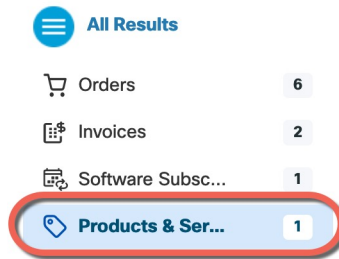 All Results
Orders 6
Invoices 2
Software Subsc... 1
Products & Ser... 1